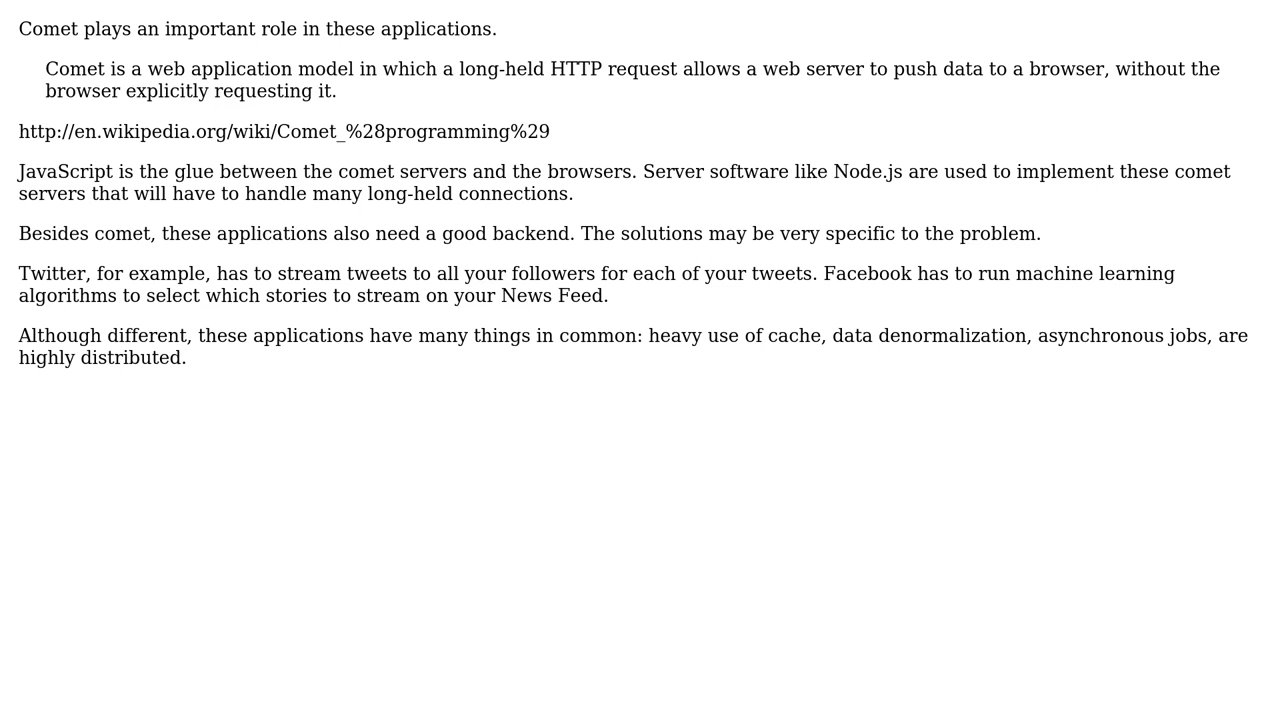 Comet plays an important role in these applications.
Comet is a web application model in which a long-held HTTP request allows a web server to push data to a browser, without the
browser explicitly requesting it.
http://en.wikipedia.org/wiki/Comet_%28programming%29
JavaScript is the glue between the comet servers and the browsers. Server software like Node.js are used to implement these comet
servers that will have to handle many long-held connections.
Besides comet, these applications also need a good backend. The solutions may be very specific to the problem.
Twitter, for example, has to stream tweets to all your followers for each of your tweets. Facebook has to run machine learning
algorithms to select which stories to stream on your News Feed.
Although different, these applications have many things in common: heavy use of cache, data denormalization, asynchronous jobs, are
highly distributed.